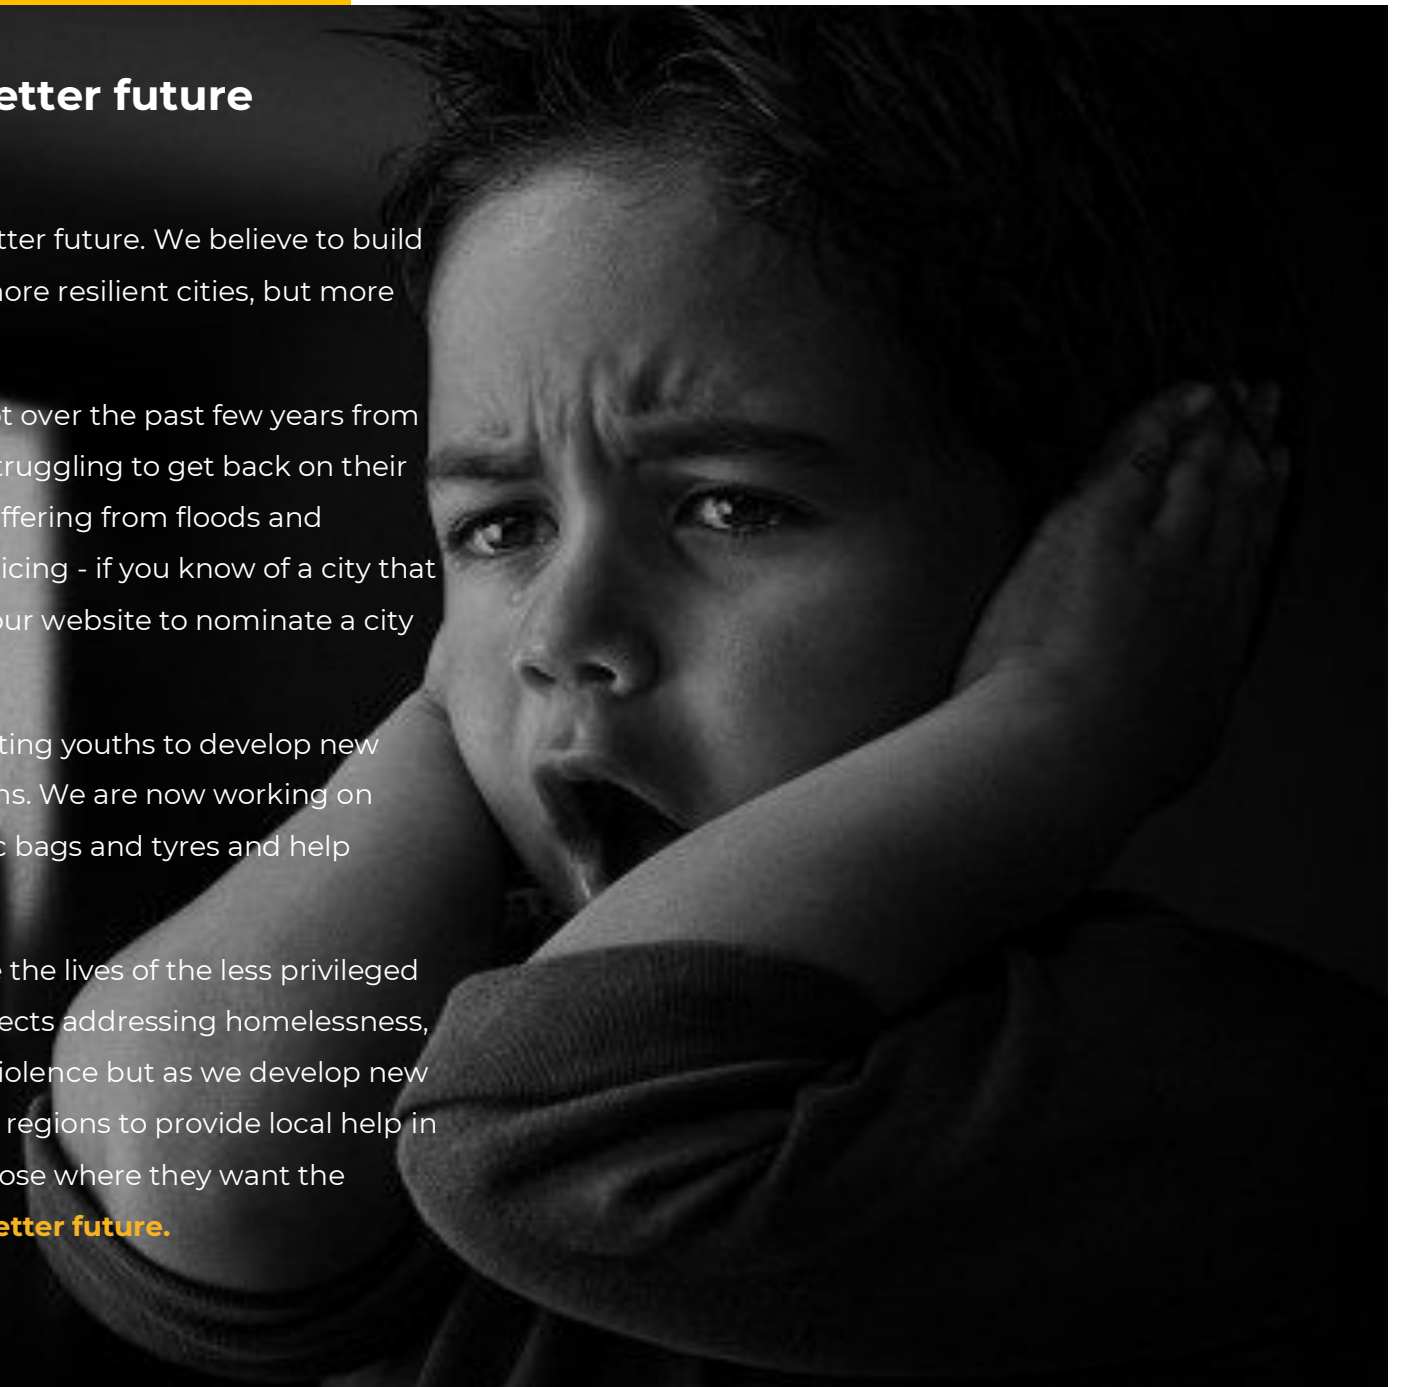 etter future
tter future. We believe to build
ore resilient cities, but more
t over the past few years from
truggling to get back on their
ffering from floods and
icing - if you know of a city that
ur website to nominate a city
ting youths to develop new
ns. We are now working on
c bags and tyres and help
the lives of the less privileged
ects addressing homelessness,
iolence but as we develop new
regions to provide local help in
ose where they want the
etter future.